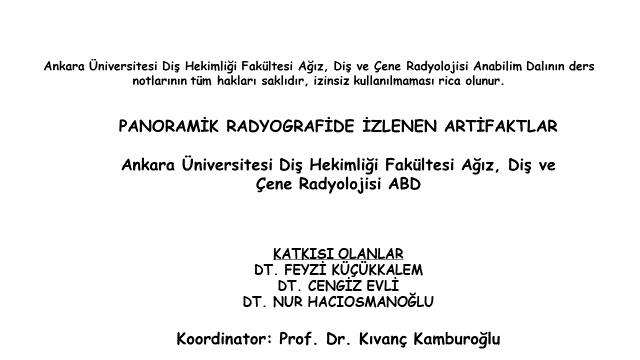 Ankara Üniversitesi Diş Hekimliği Fakültesi Ağız, Diş ve Çene Radyolojisi Anabilim Dalının ders
notlarının tüm hakları saklıdır, izinsiz kullanılmaması rica olunur.
PANORAMİK RADYOGRAFİDE İZLENEN ARTİFAKTLAR
Ankara Üniversitesi Diş Hekimliği Fakültesi Ağız, Diş ve
Çene Radyolojisi ABD
KATKISI OLANLAR
DT. FEYZİ KÜÇÜKKALEM
DT. CENGİZ EVLİ
DT. NUR HACIOSMANOĞLU
Koordinator: Prof. Dr. Kıvanç Kamburoğlu